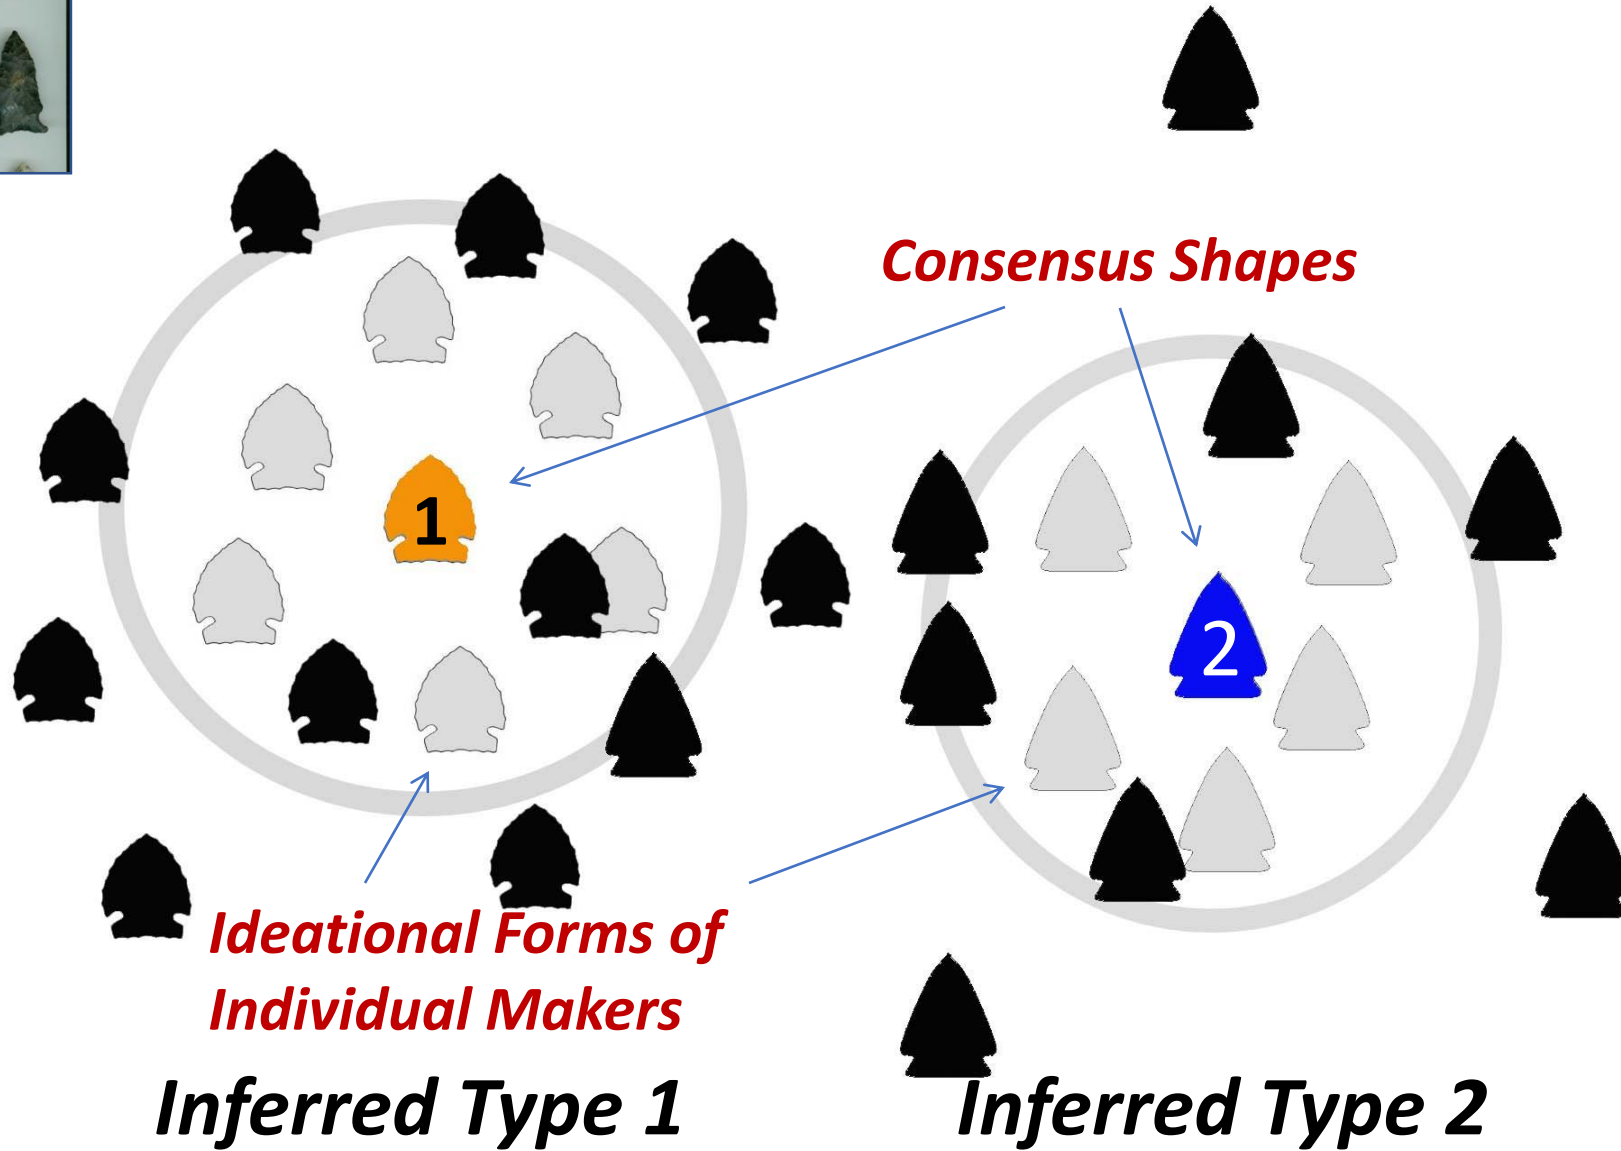 Consensus Shapes
1
2
Ideational Forms of
Individual Makers
Inferred Type 1
Inferred Type 2